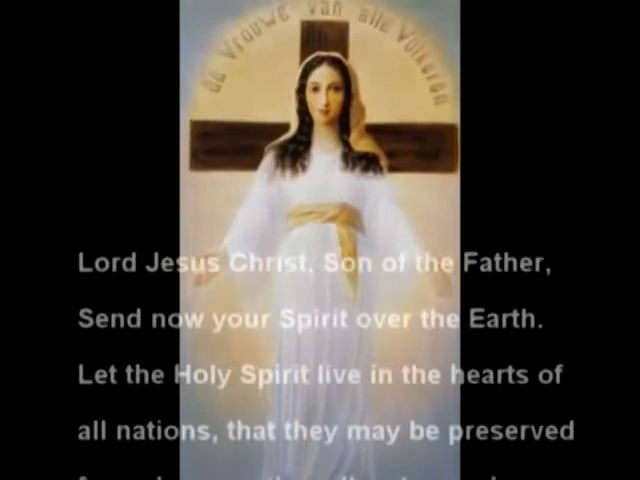 de Vrouwe van alle Volkeren
Lord Jesus Christ, Son of the Father,
Send now your Spirit over the Earth.
Let the Holy Spirit live in the hearts of
all nations, that they may be preserved